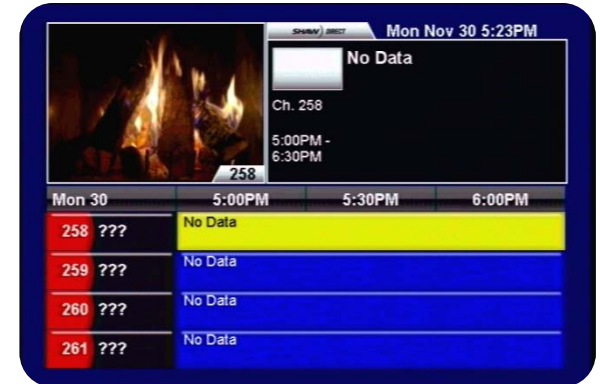 SHAW) DIRECT
Mon Nov 30 5:23PM
No Data
Ch. 258
5:00PM -
6:30PM
258
Mon 30 5:00PM 5:30PM 6:00PM
258 ??? No Data
259 ??? No Data
260 ??? No Data
261 ??? No Data